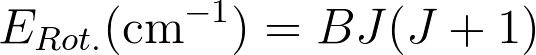 $E_{Rot.}(\mathrm{cm}^{-1}) = BJ(J+1)$